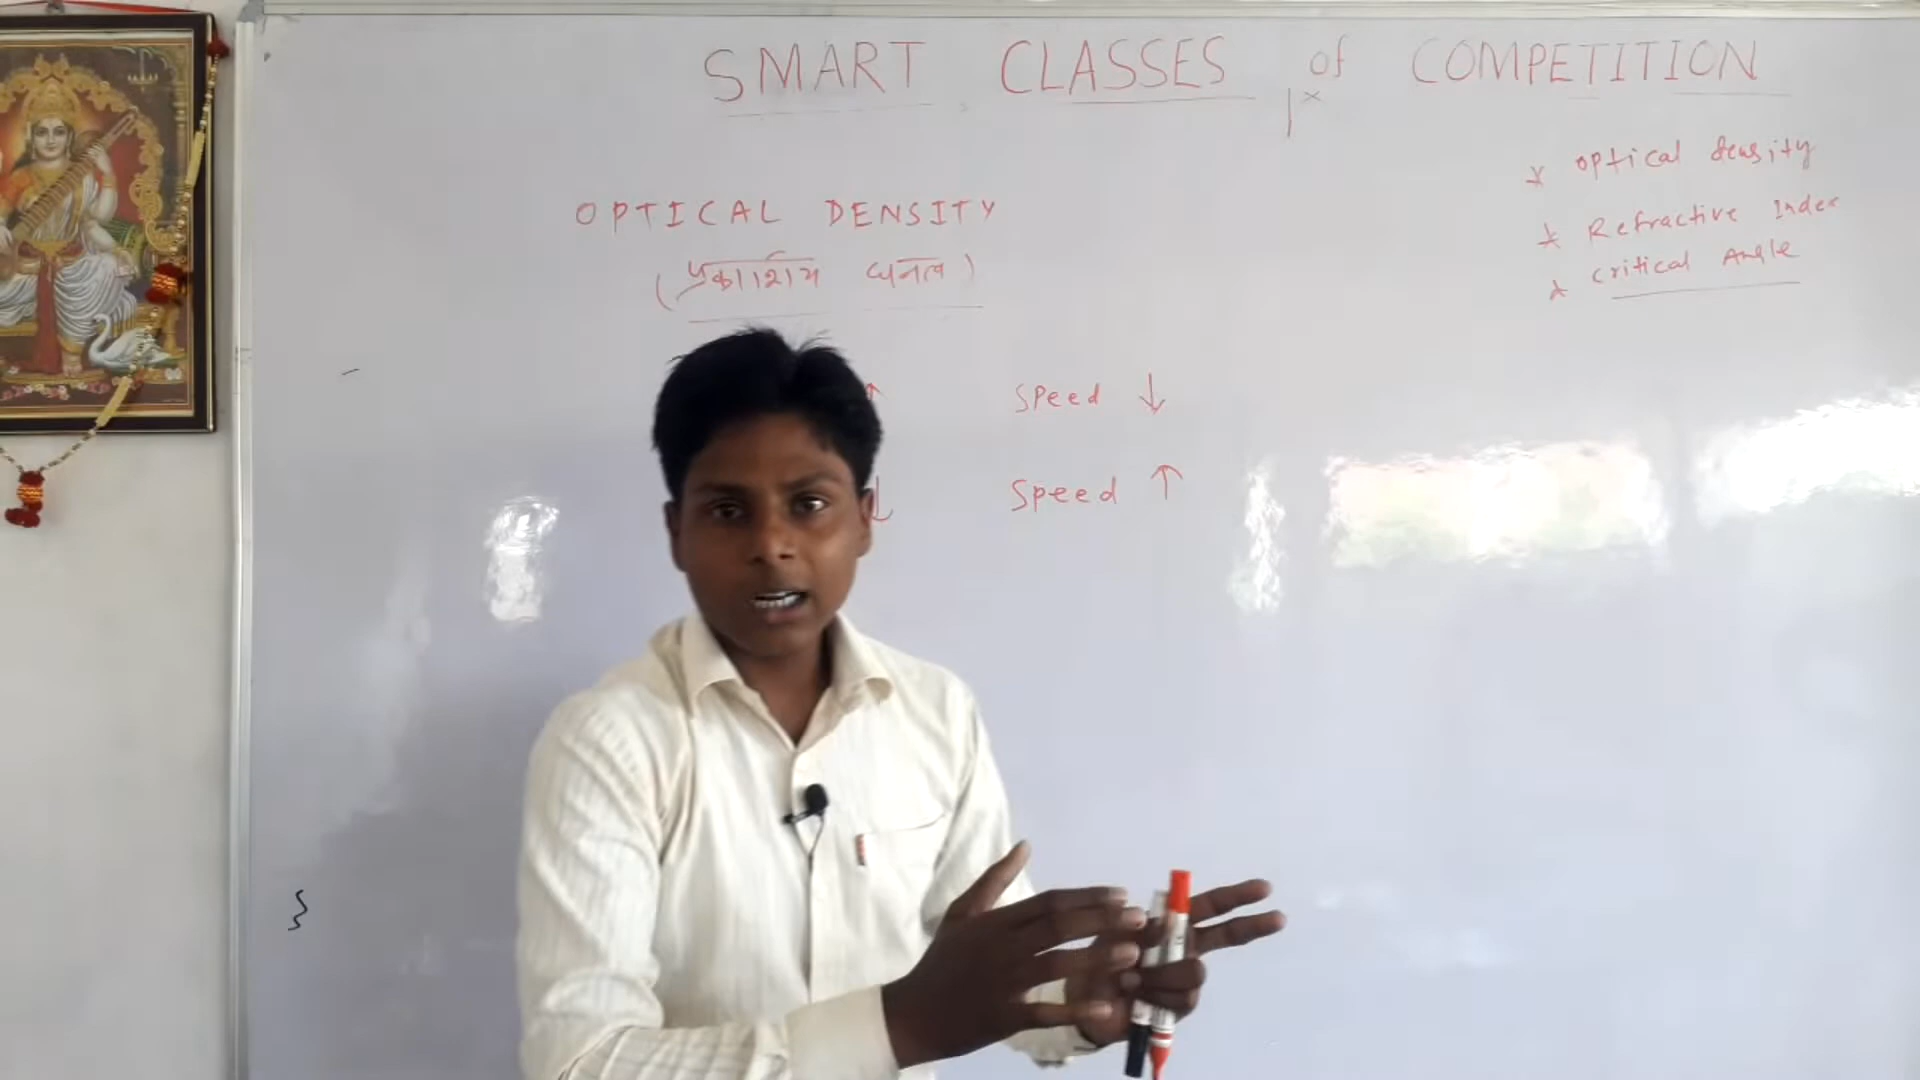 SMART CLASSES of COMPETITION
* optical density
* Refractive Index
* Critical Angle
OPTICAL DENSITY
(प्रकाशीय घनत्व)
↑ Speed ↓
↓ Speed ↑